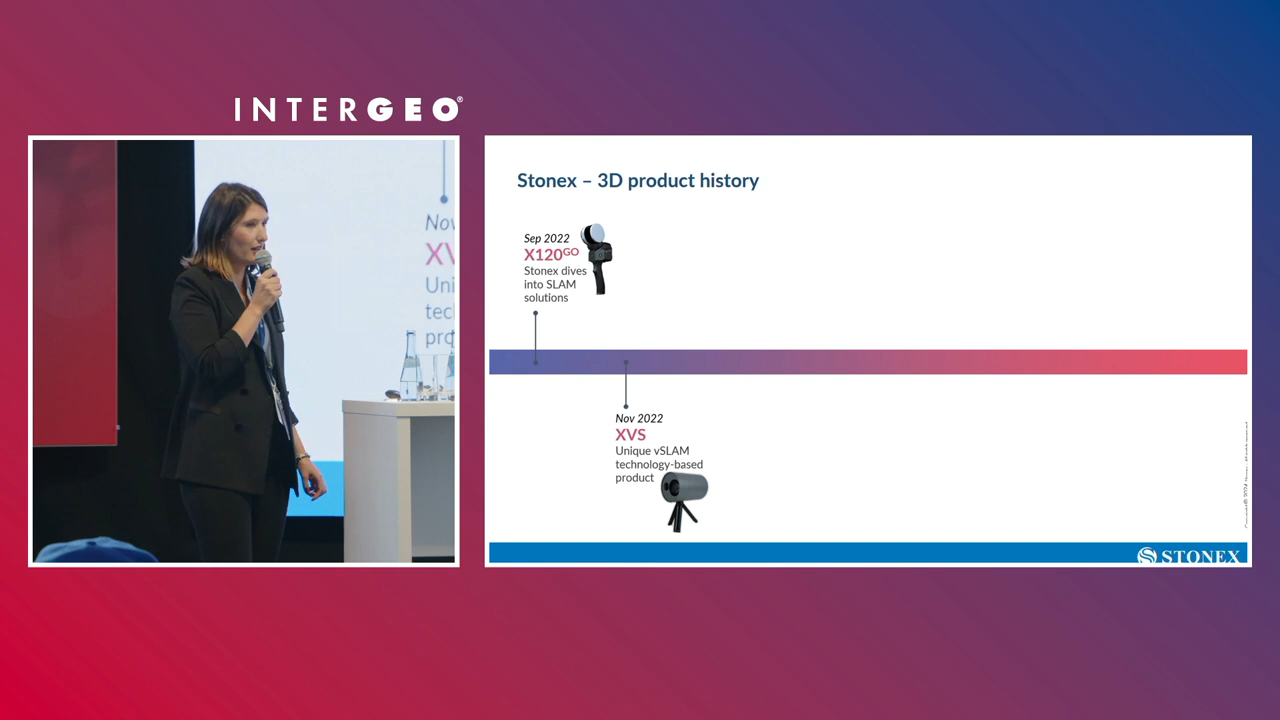 INTERGEO®
Nov
XV
Uni
tec
pro
Stonex – 3D product history
Sep 2022
X120GO
Stonex dives
into SLAM
solutions
Nov 2022
XVS
Unique vSLAM
technology-based
product
STONEX